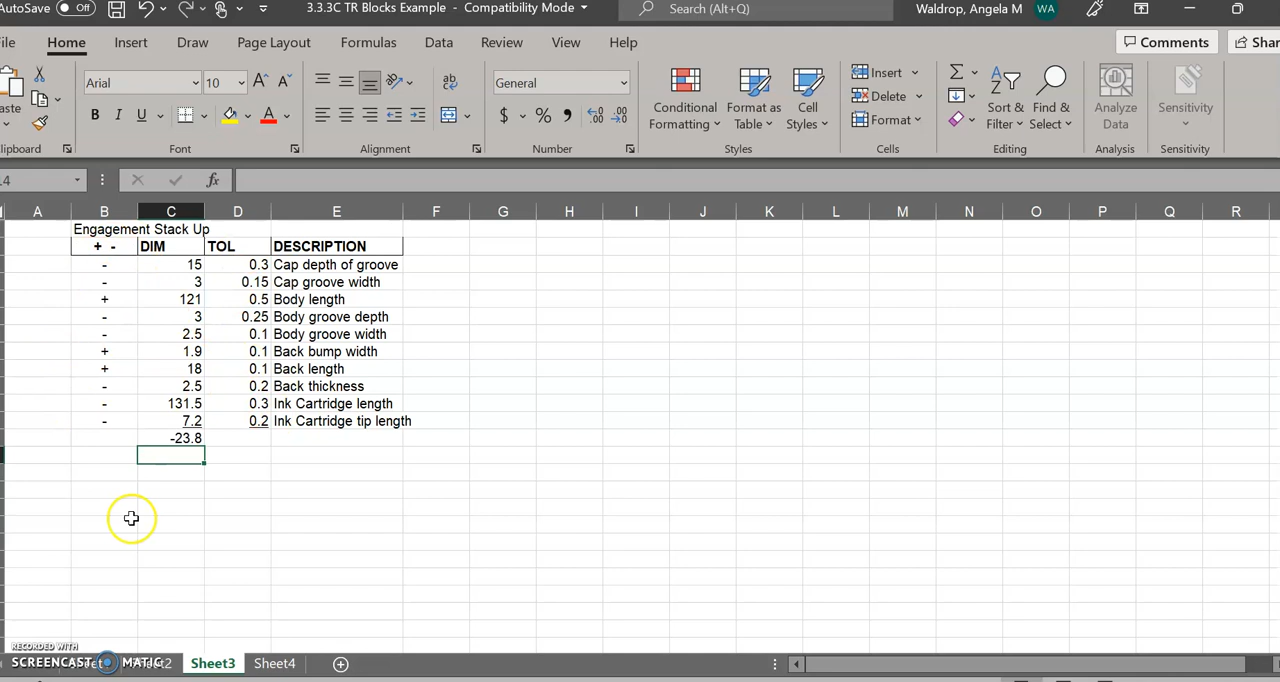 AutoSave Off 3.3.3C TR Blocks Example - Compatibility Mode Search (Alt+Q) Waldrop, Angela M WA
File Home Insert Draw Page Layout Formulas Data Review View Help Comments Shar
Arial 10 General
Paste B I U $ % Conditional Formatting Format as Table Cell Styles Insert Delete Format Sort & Filter Find & Select Analyze Data Sensitivity
lipboard Font Alignment Number Styles Cells Editing Analysis Sensitivity
fx
A B C D E F G H I J K L M N O P Q R
Engagement Stack Up
+ - DIM TOL DESCRIPTION
- 15 0.3 Cap depth of groove
- 3 0.15 Cap groove width
+ 121 0.5 Body length
- 3 0.25 Body groove depth
- 2.5 0.1 Body groove width
+ 1.9 0.1 Back bump width
+ 18 0.1 Back length
- 2.5 0.2 Back thickness
- 131.5 0.3 Ink Cartridge length
- 7.2 0.2 Ink Cartridge tip length
-23.8
RECORDED WITH
SCREENCAST MATIC Sheet2 Sheet3 Sheet4